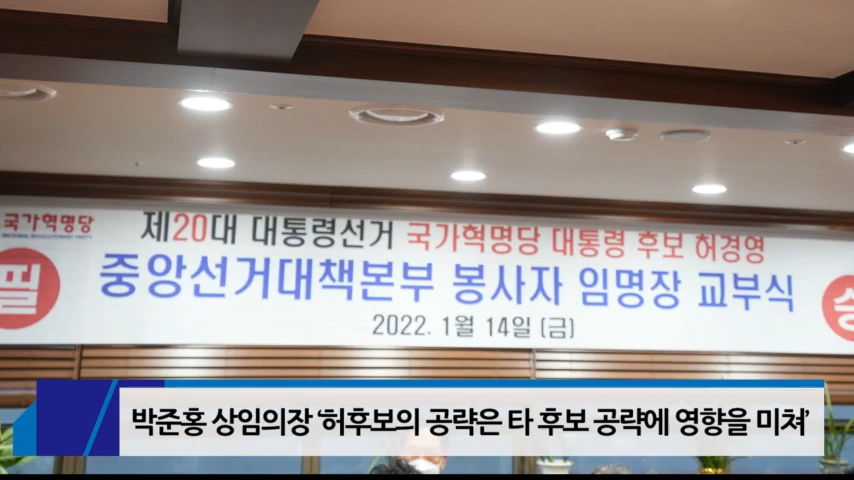 국가혁명당
NATIONAL REVOLUTIONARY PARTY
제20대 대통령선거 국가혁명당 대통령 후보 허경영
필 중앙선거대책본부 봉사자 임명장 교부식 승
2022. 1월 14일 (금)
박준홍 상임의장 ‘허후보의 공략은 타 후보 공략에 영향을 미쳐’